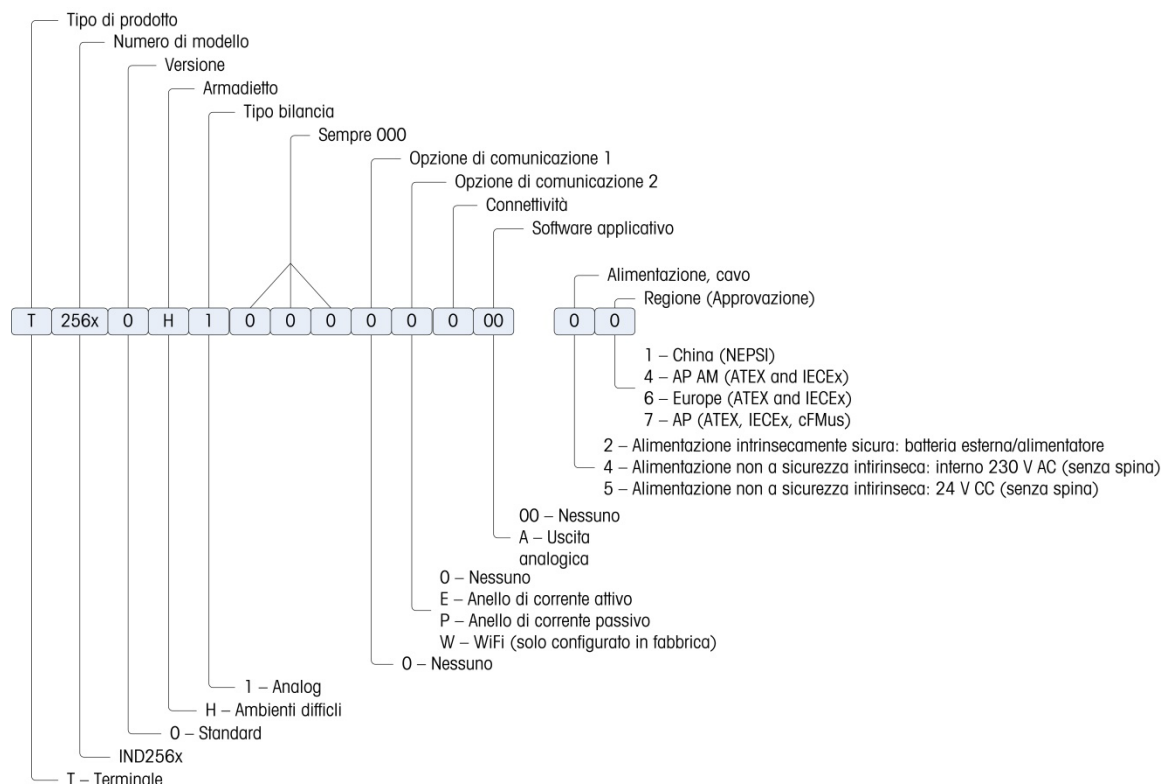 Tipo di prodotto
Numero di modello
Versione
Armadietto
Tipo bilancia
Sempre 000
Opzione di comunicazione 1
Opzione di comunicazione 2
Connettività
Software applicativo
Alimentazione, cavo
Regione (Approvazione)
T 256x 0 H 1 0 0 0 0 0 0 00 0 0
1 – China (NEPSI)
4 – AP AM (ATEX and IECEx)
6 – Europe (ATEX and IECEx)
7 – AP (ATEX, IECEx, cFMus)
2 – Alimentazione intrinsecamente sicura: batteria esterna/alimentatore
4 – Alimentazione non a sicurezza intirinseca: interno 230 V AC (senza spina)
5 – Alimentazione non a sicurezza intirinseca: 24 V CC (senza spina)
00 – Nessuno
A – Uscita
analogica
0 – Nessuno
E – Anello di corrente attivo
P – Anello di corrente passivo
W – WiFi (solo configurato in fabbrica)
0 – Nessuno
1 – Analog
H – Ambienti difficili
0 – Standard
IND256x
T – Terminale